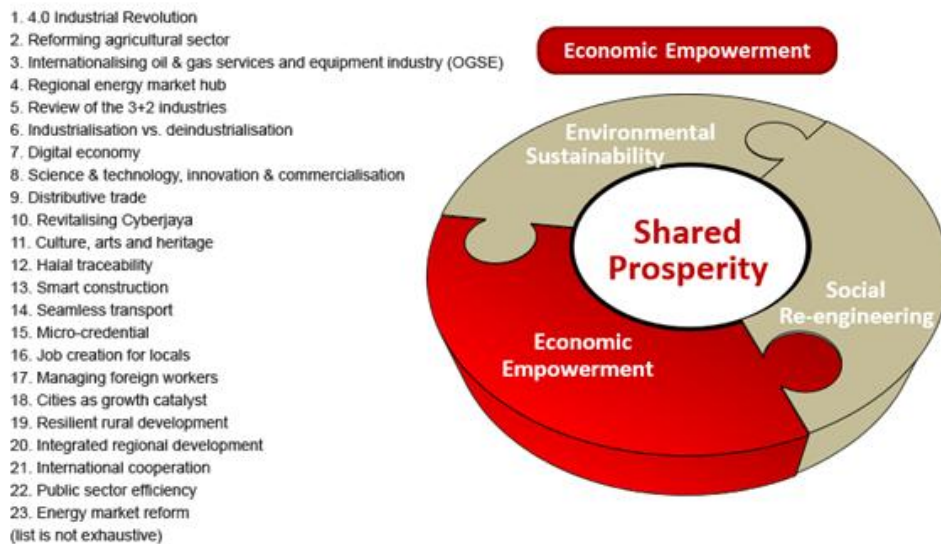 1. 4.0 Industrial Revolution
2. Reforming agricultural sector
3. Internationalising oil & gas services and equipment industry (OGSE)
4. Regional energy market hub
5. Review of the 3+2 industries
6. Industrialisation vs. deindustrialisation
7. Digital economy
8. Science & technology, innovation & commercialisation
9. Distributive trade
10. Revitalising Cyberjaya
11. Culture, arts and heritage
12. Halal traceability
13. Smart construction
14. Seamless transport
15. Micro-credential
16. Job creation for locals
17. Managing foreign workers
18. Cities as growth catalyst
19. Resilient rural development
20. Integrated regional development
21. International cooperation
22. Public sector efficiency
23. Energy market reform
(list is not exhaustive)
Economic Empowerment
Environmental
Sustainability
Shared
Prosperity
Social
Re-engineering
Economic
Empowerment